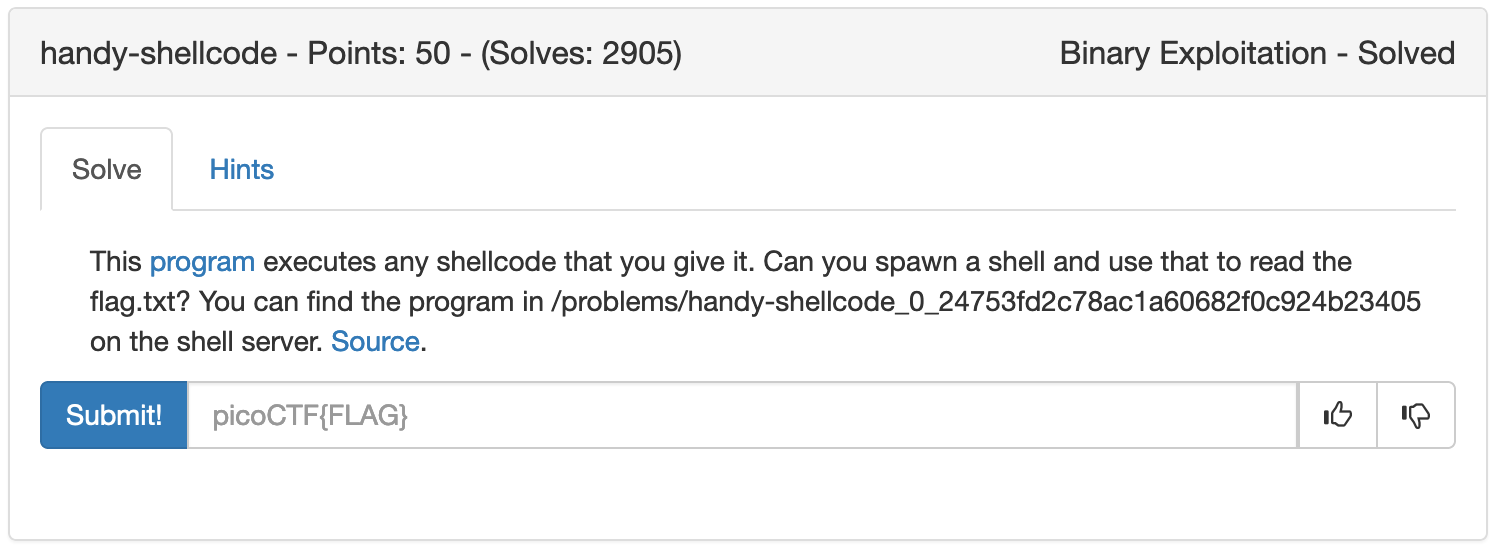 handy-shellcode - Points: 50 - (Solves: 2905)
Binary Exploitation - Solved
Solve
Hints
This program executes any shellcode that you give it. Can you spawn a shell and use that to read the
flag.txt? You can find the program in /problems/handy-shellcode_0_24753fd2c78ac1a60682f0c924b23405
on the shell server. Source.
Submit!
picoCTF{FLAG}